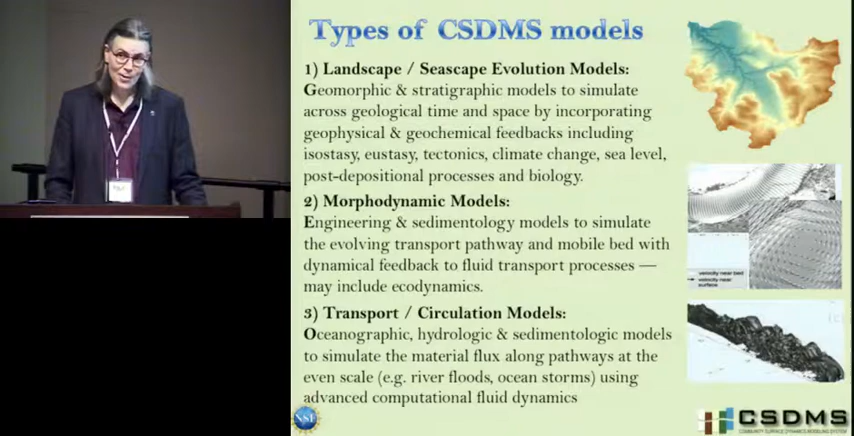 Types of CSDMS models
1) Landscape / Seascape Evolution Models:
Geomorphic & stratigraphic models to simulate
across geological time and space by incorporating
geophysical & geochemical feedbacks including
isostasy, eustasy, tectonics, climate change, sea level,
post-depositional processes and biology.
2) Morphodynamic Models:
Engineering & sedimentology models to simulate
the evolving transport pathway and mobile bed with
dynamical feedback to fluid transport processes —
may include ecodynamics.
3) Transport / Circulation Models:
Oceanographic, hydrologic & sedimentologic models
to simulate the material flux along pathways at the
even scale (e.g. river floods, ocean storms) using
advanced computational fluid dynamics
velocity near bed
velocity near
surface
NSF
CSDMS
COMMUNITY SURFACE DYNAMICS MODELING SYSTEM